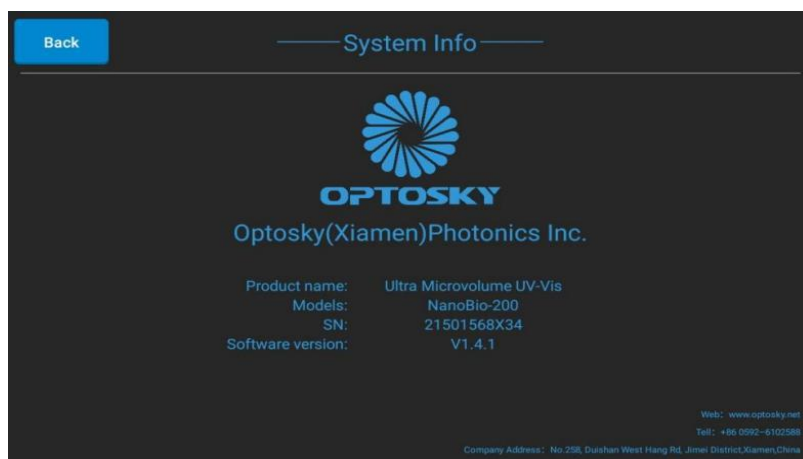 Back
System Info
OPTOSKY
Optosky(Xiamen)Photonics Inc.
Product name: Ultra Microvolume UV-Vis
Models: NanoBio-200
SN: 21501568X34
Software version: V1.4.1
Web：www.optosky.net
Tell：+86 0592-6102588
Company Address：No.258, Duishan West Hang Rd, Jimei District,Xiamen,China